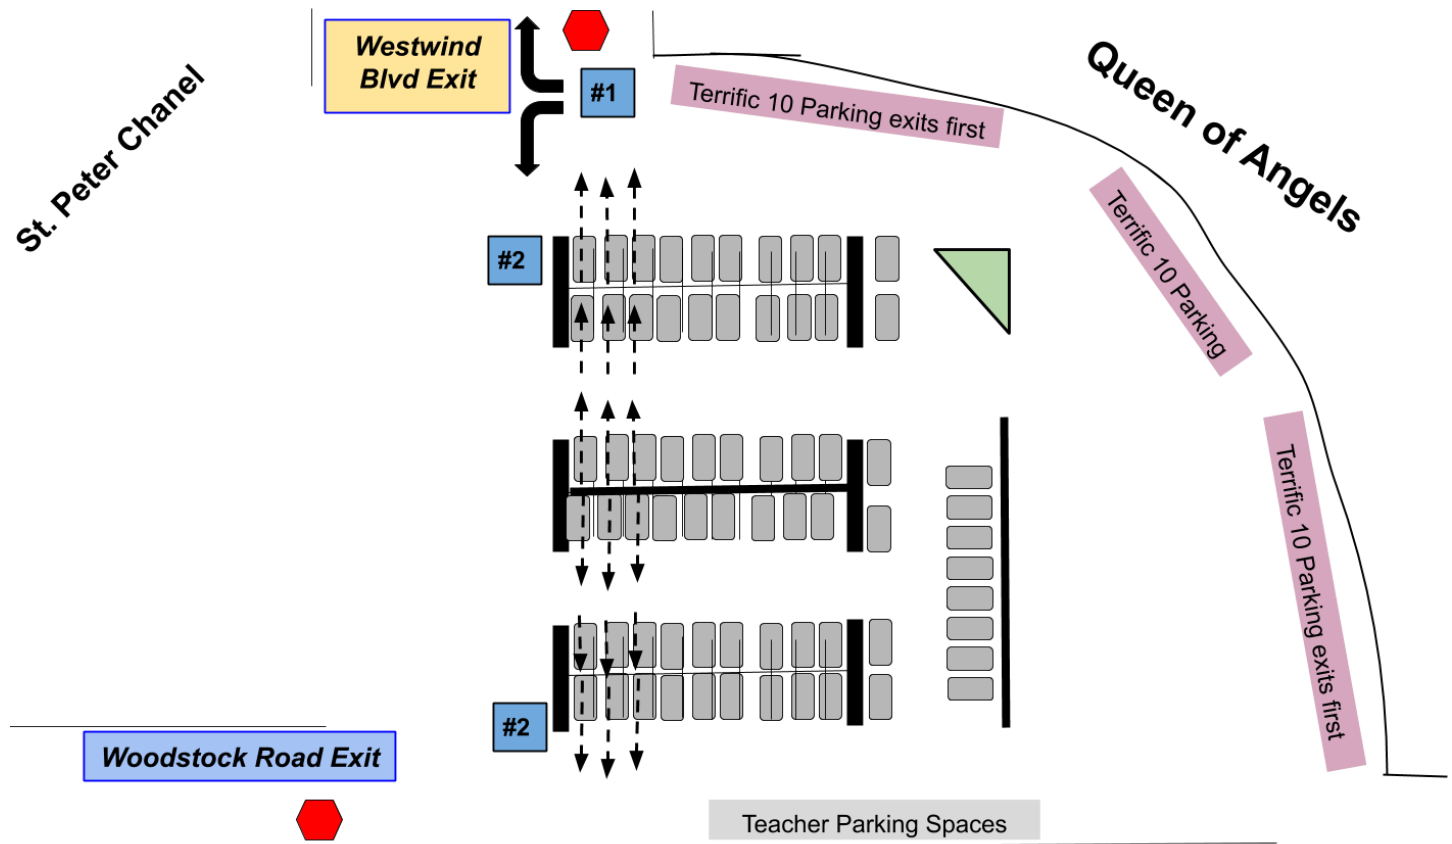 Westwind
Blvd Exit
#1
Terrific 10 Parking exits first
Queen of Angels
St. Peter Chanel
Terrific 10 Parking
#2
Terrific 10 Parking exits first
#2
Woodstock Road Exit
Teacher Parking Spaces